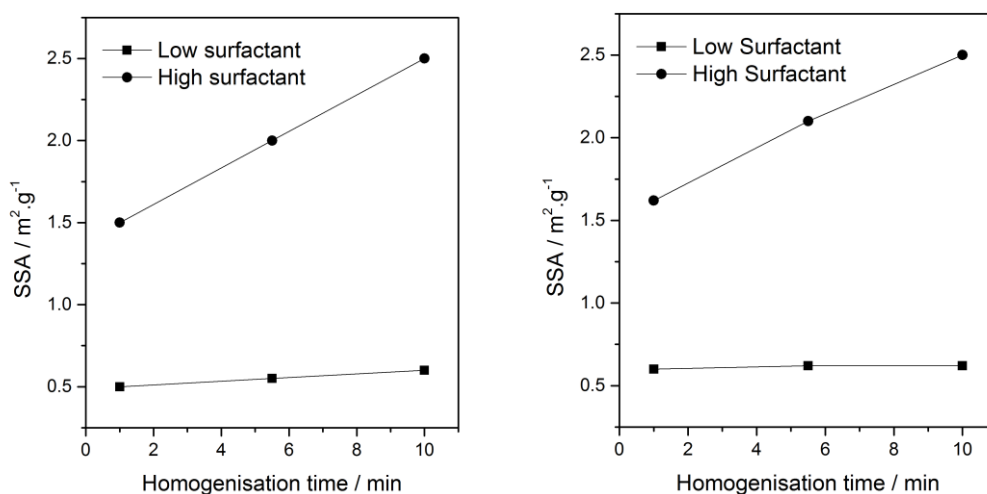 Low surfactant
High surfactant
2.5
2.0
1.5
1.0
0.5
SSA / m².g⁻¹
0 2 4 6 8 10
Homogenisation time / min
Low Surfactant
High Surfactant
2.5
2.0
1.5
1.0
0.5
SSA / m².g⁻¹
0 2 4 6 8 10
Homogenisation time / min